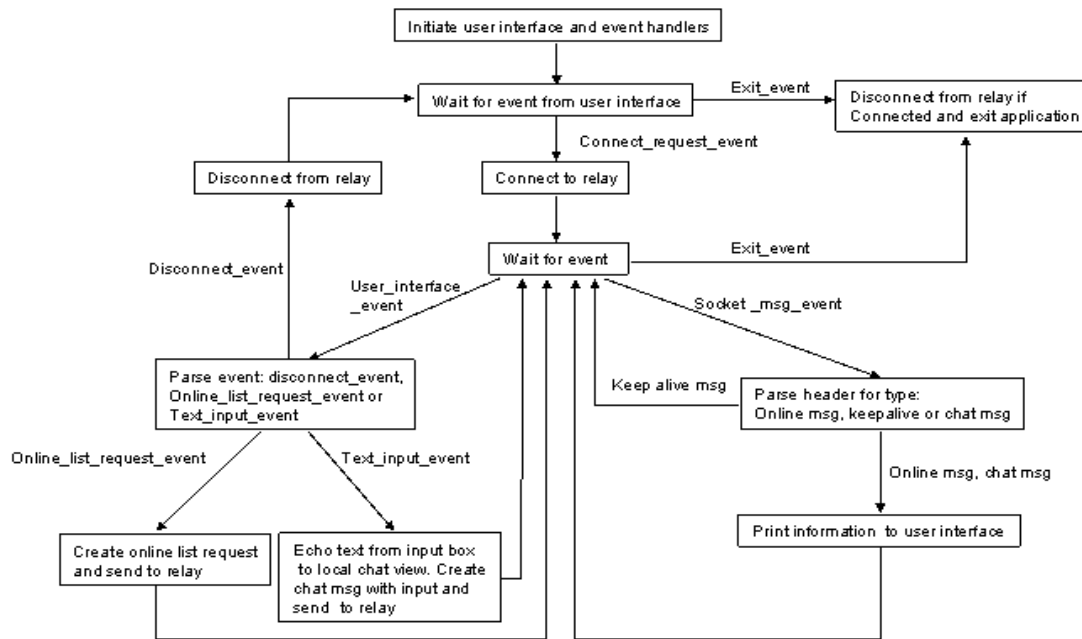 Initiate user interface and event handlers
Wait for event from user interface
Exit_event
Disconnect from relay if
Connected and exit application
Connect_request_event
Disconnect from relay
Connect to relay
Wait for event
Exit_event
Disconnect_event
User_interface
_event
Socket _msg_event
Parse event: disconnect_event,
Online_list_request_event or
Text_input_event
Keep alive msg
Parse header for type:
Online msg, keepalive or chat msg
Online_list_request_event
Text_input_event
Online msg, chat msg
Create online list request
and send to relay
Echo text from input box
to local chat view. Create
chat msg with input and
send to relay
Print information to user interface